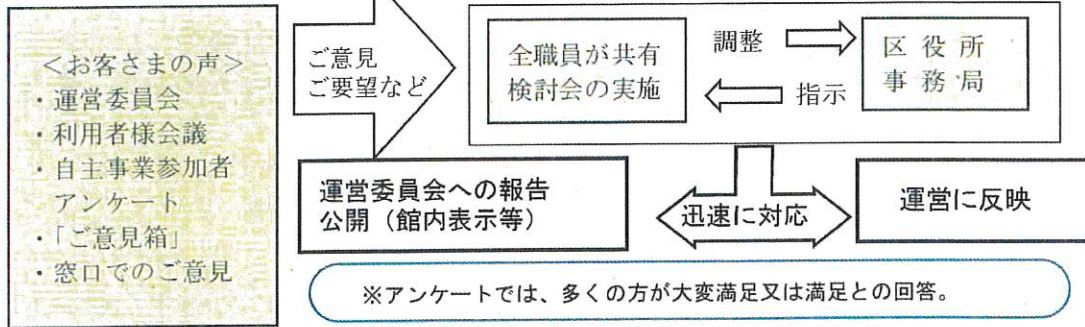 ＜お客さまの声＞
・運営委員会
・利用者様会議
・自主事業参加者
アンケート
・「ご意見箱」
・窓口でのご意見
ご意見
ご要望など
全職員が共有
検討会の実施
調整
指示
区役所
事務局
運営委員会への報告
公開（館内表示等）
迅速に対応
運営に反映
※アンケートでは、多くの方が大変満足又は満足との回答。